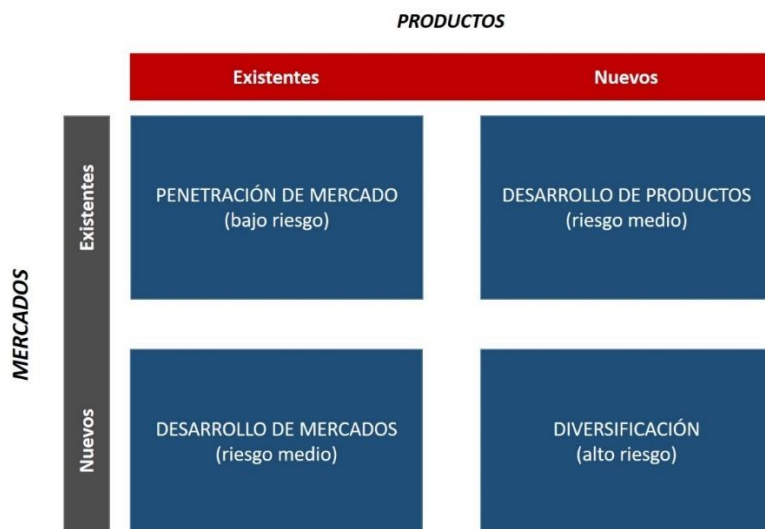 PRODUCTOS
Existentes
Nuevos
MERCADOS
Existentes
PENETRACIÓN DE MERCADO
(bajo riesgo)
DESARROLLO DE PRODUCTOS
(riesgo medio)
Nuevos
DESARROLLO DE MERCADOS
(riesgo medio)
DIVERSIFICACIÓN
(alto riesgo)